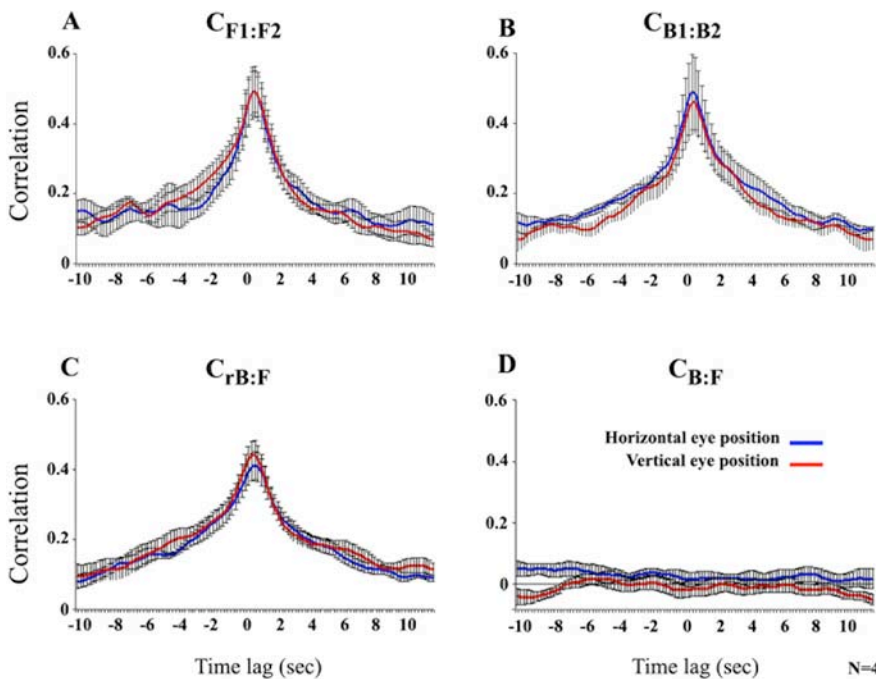 A
C F1:F2
B
C B1:B2
Correlation
0.6
0.4
0.2
0
-10 -8 -6 -4 -2 0 2 4 6 8 10
0.6
0.4
0.2
0
-10 -8 -6 -4 -2 0 2 4 6 8 10
C
C rB:F
D
C B:F
Correlation
0.6
0.4
0.2
0
-10 -8 -6 -4 -2 0 2 4 6 8 10
Time lag (sec)
0.6
0.4
0.2
0
Horizontal eye position
Vertical eye position
-10 -8 -6 -4 -2 0 2 4 6 8 10
Time lag (sec)
N=4